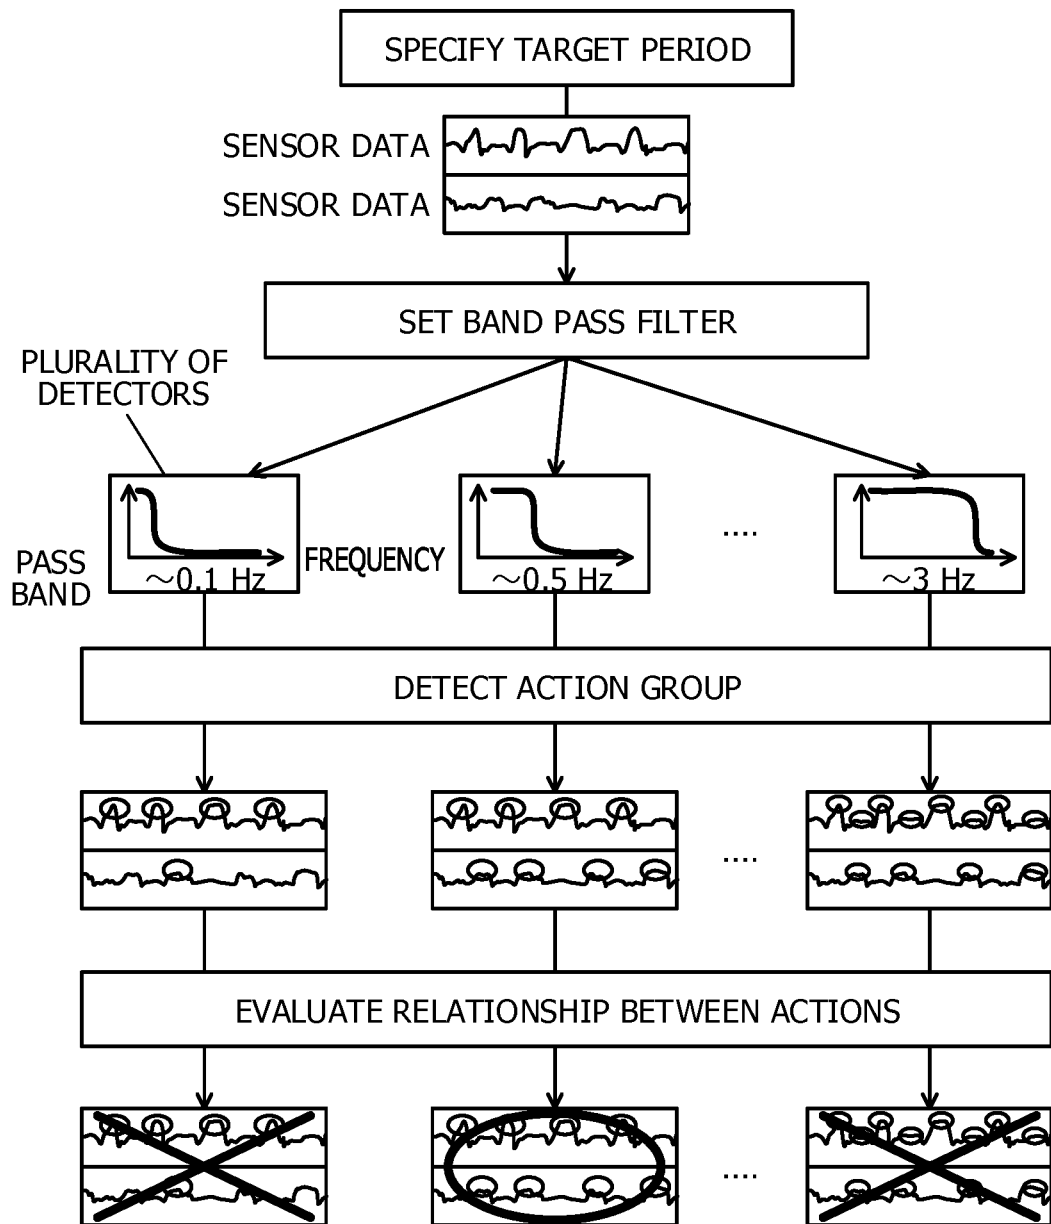 SPECIFY TARGET PERIOD
SENSOR DATA
SENSOR DATA
SET BAND PASS FILTER
PLURALITY OF
DETECTORS
....
PASS
BAND
～0.1 Hz
FREQUENCY
～0.5 Hz
～3 Hz
DETECT ACTION GROUP
....
EVALUATE RELATIONSHIP BETWEEN ACTIONS
....